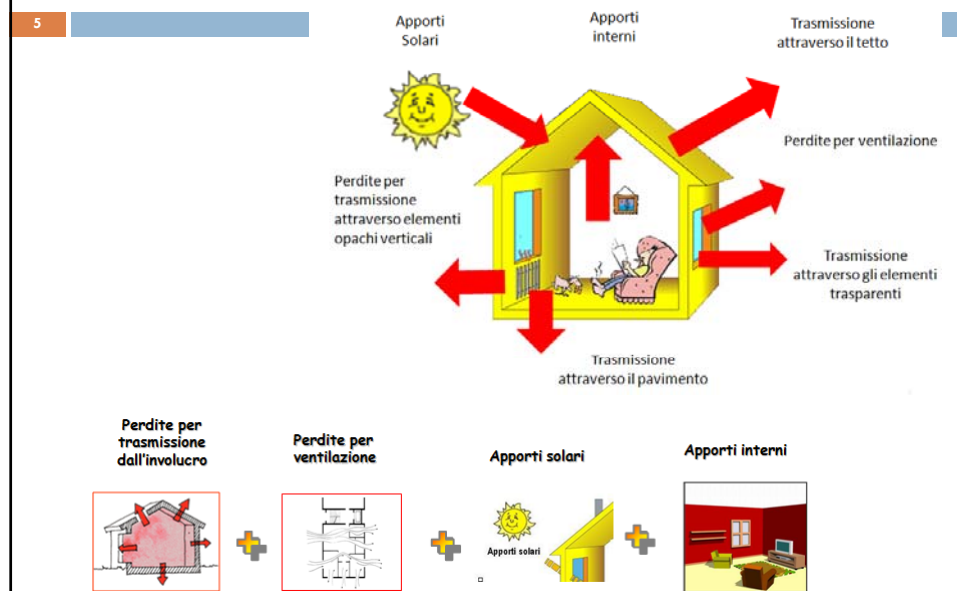 5
Apporti
Solari
Apporti
interni
Trasmissione
attraverso il tetto
Perdite per ventilazione
Perdite per
trasmissione
attraverso elementi
opachi verticali
Trasmissione
attraverso gli elementi
trasparenti
Trasmissione
attraverso il pavimento
Perdite per
trasmissione
dall'involucro
Perdite per
ventilazione
Apporti solari
Apporti interni
Apporti solari